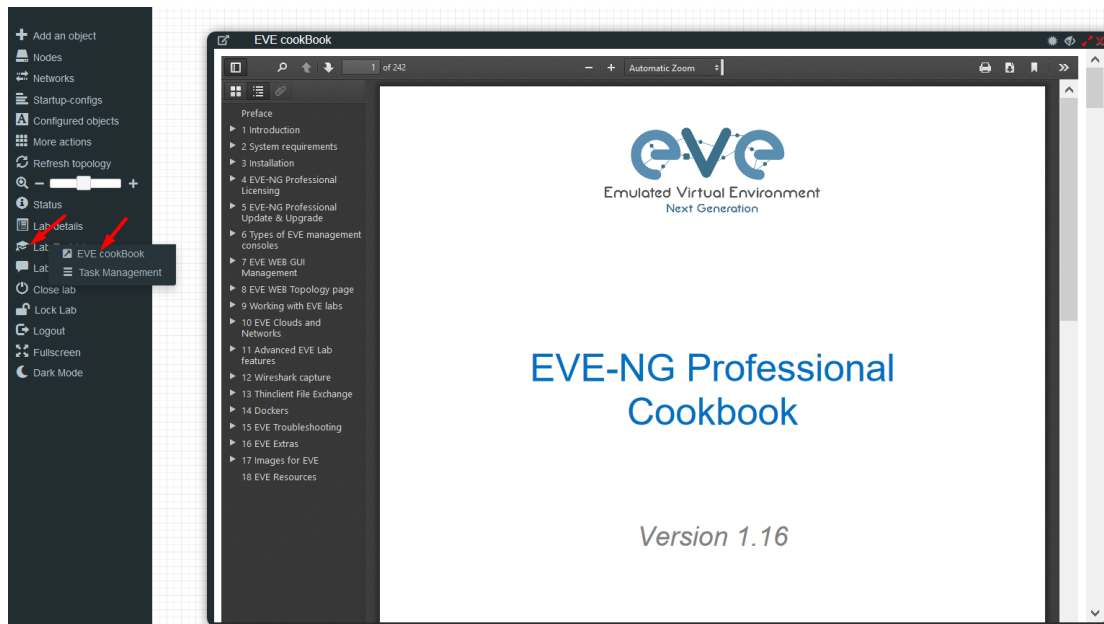 Add an object
Nodes
Networks
Startup-configs
Configured objects
More actions
Refresh topology
Status
Lab details
Lab
Lab
Close lab
Lock Lab
Logout
Fullscreen
Dark Mode
EVE cookBook
Task Management
EVE cookBook
1 of 242
Automatic Zoom
Preface
1 Introduction
2 System requirements
3 Installation
4 EVE-NG Professional
Licensing
5 EVE-NG Professional
Update & Upgrade
6 Types of EVE management
consoles
7 EVE WEB GUI
Management
8 EVE WEB Topology page
9 Working with EVE labs
10 EVE Clouds and
Networks
11 Advanced EVE Lab
features
12 Wireshark capture
13 Thinclient File Exchange
14 Dockers
15 EVE Troubleshooting
16 EVE Extras
17 Images for EVE
18 EVE Resources
eve
Emulated Virtual Environment
Next Generation
EVE-NG Professional
Cookbook
Version 1.16